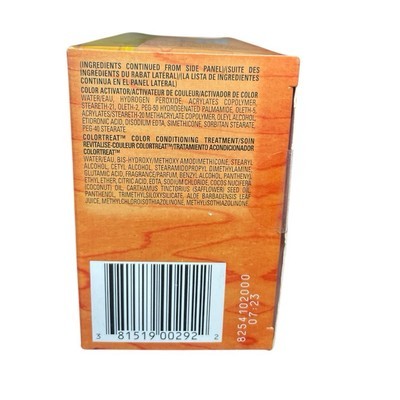 (INGREDIENTS CONTINUED FROM SIDE PANEL)/(SUITE DES
INGRÉDIENTS DU RABAT LATÉRAL)/(LA LISTA DE INGREDIENTES
CONTINÚA EN EL PANEL LATERAL)
COLOR ACTIVATOR/ACTIVATEUR DE COULEUR/ACTIVADOR DE COLOR
WATER/EAU, HYDROGEN PEROXIDE, ACRYLATES COPOLYMER,
STEARETH-21, OLETH-2, PEG-50 HYDROGENATED PALMAMIDE, OLETH-5,
ACRYLATES/STEARETH-20 METHACRYLATE COPOLYMER, OLEYL ALCOHOL,
ETIDRONIC ACID, DISODIUM EDTA, SIMETHICONE, SORBITAN STEARATE,
PEG-40 STEARATE.
COLORTREAT™ COLOR CONDITIONING TREATMENT/SOIN
REVITALISE-COULEUR COLORTREAT™/TRATAMIENTO ACONDICIONADOR
COLORTREAT™
WATER/EAU, BIS-HYDROXY/METHOXY AMODIMETHICONE, STEARYL
ALCOHOL, CETYL ALCOHOL, STEARAMIDOPROPYL DIMETHYLAMINE,
GLUTAMIC ACID, FRAGRANCE/PARFUM, BENZYL ALCOHOL, PANTHENYL
ETHYL ETHER, CITRIC ACID, EDTA, SODIUM CHLORIDE, COCOS NUCIFERA
(COCONUT) OIL, CARTHAMUS TINCTORIUS (SAFFLOWER) SEED OIL,
PANTHENOL, TRIMETHYLSILOXYSILICATE, ALOE BARBADENSIS LEAF
JUICE, METHYLCHLOROISOTHIAZOLINONE, METHYLISOTHIAZOLINONE.
3 81519 00292 2
8254102000
07:23